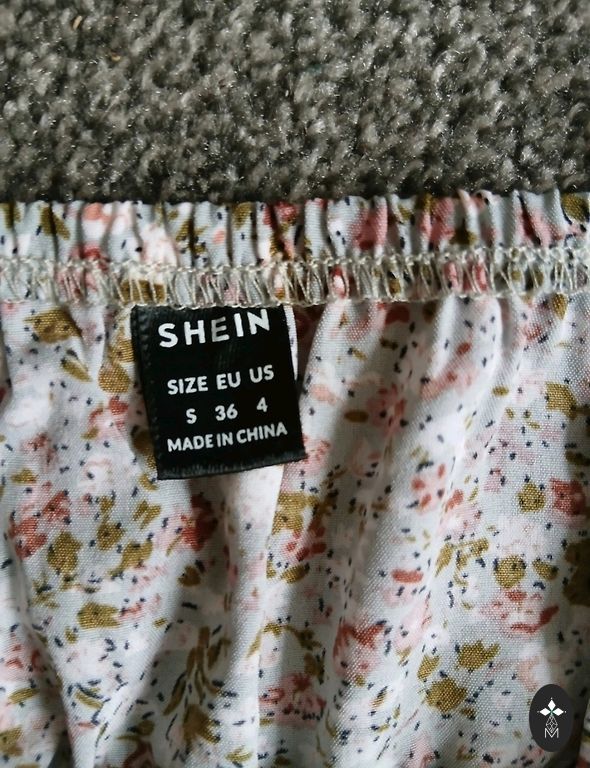 SHEIN
SIZE EU US
S 36 4
MADE IN CHINA
M